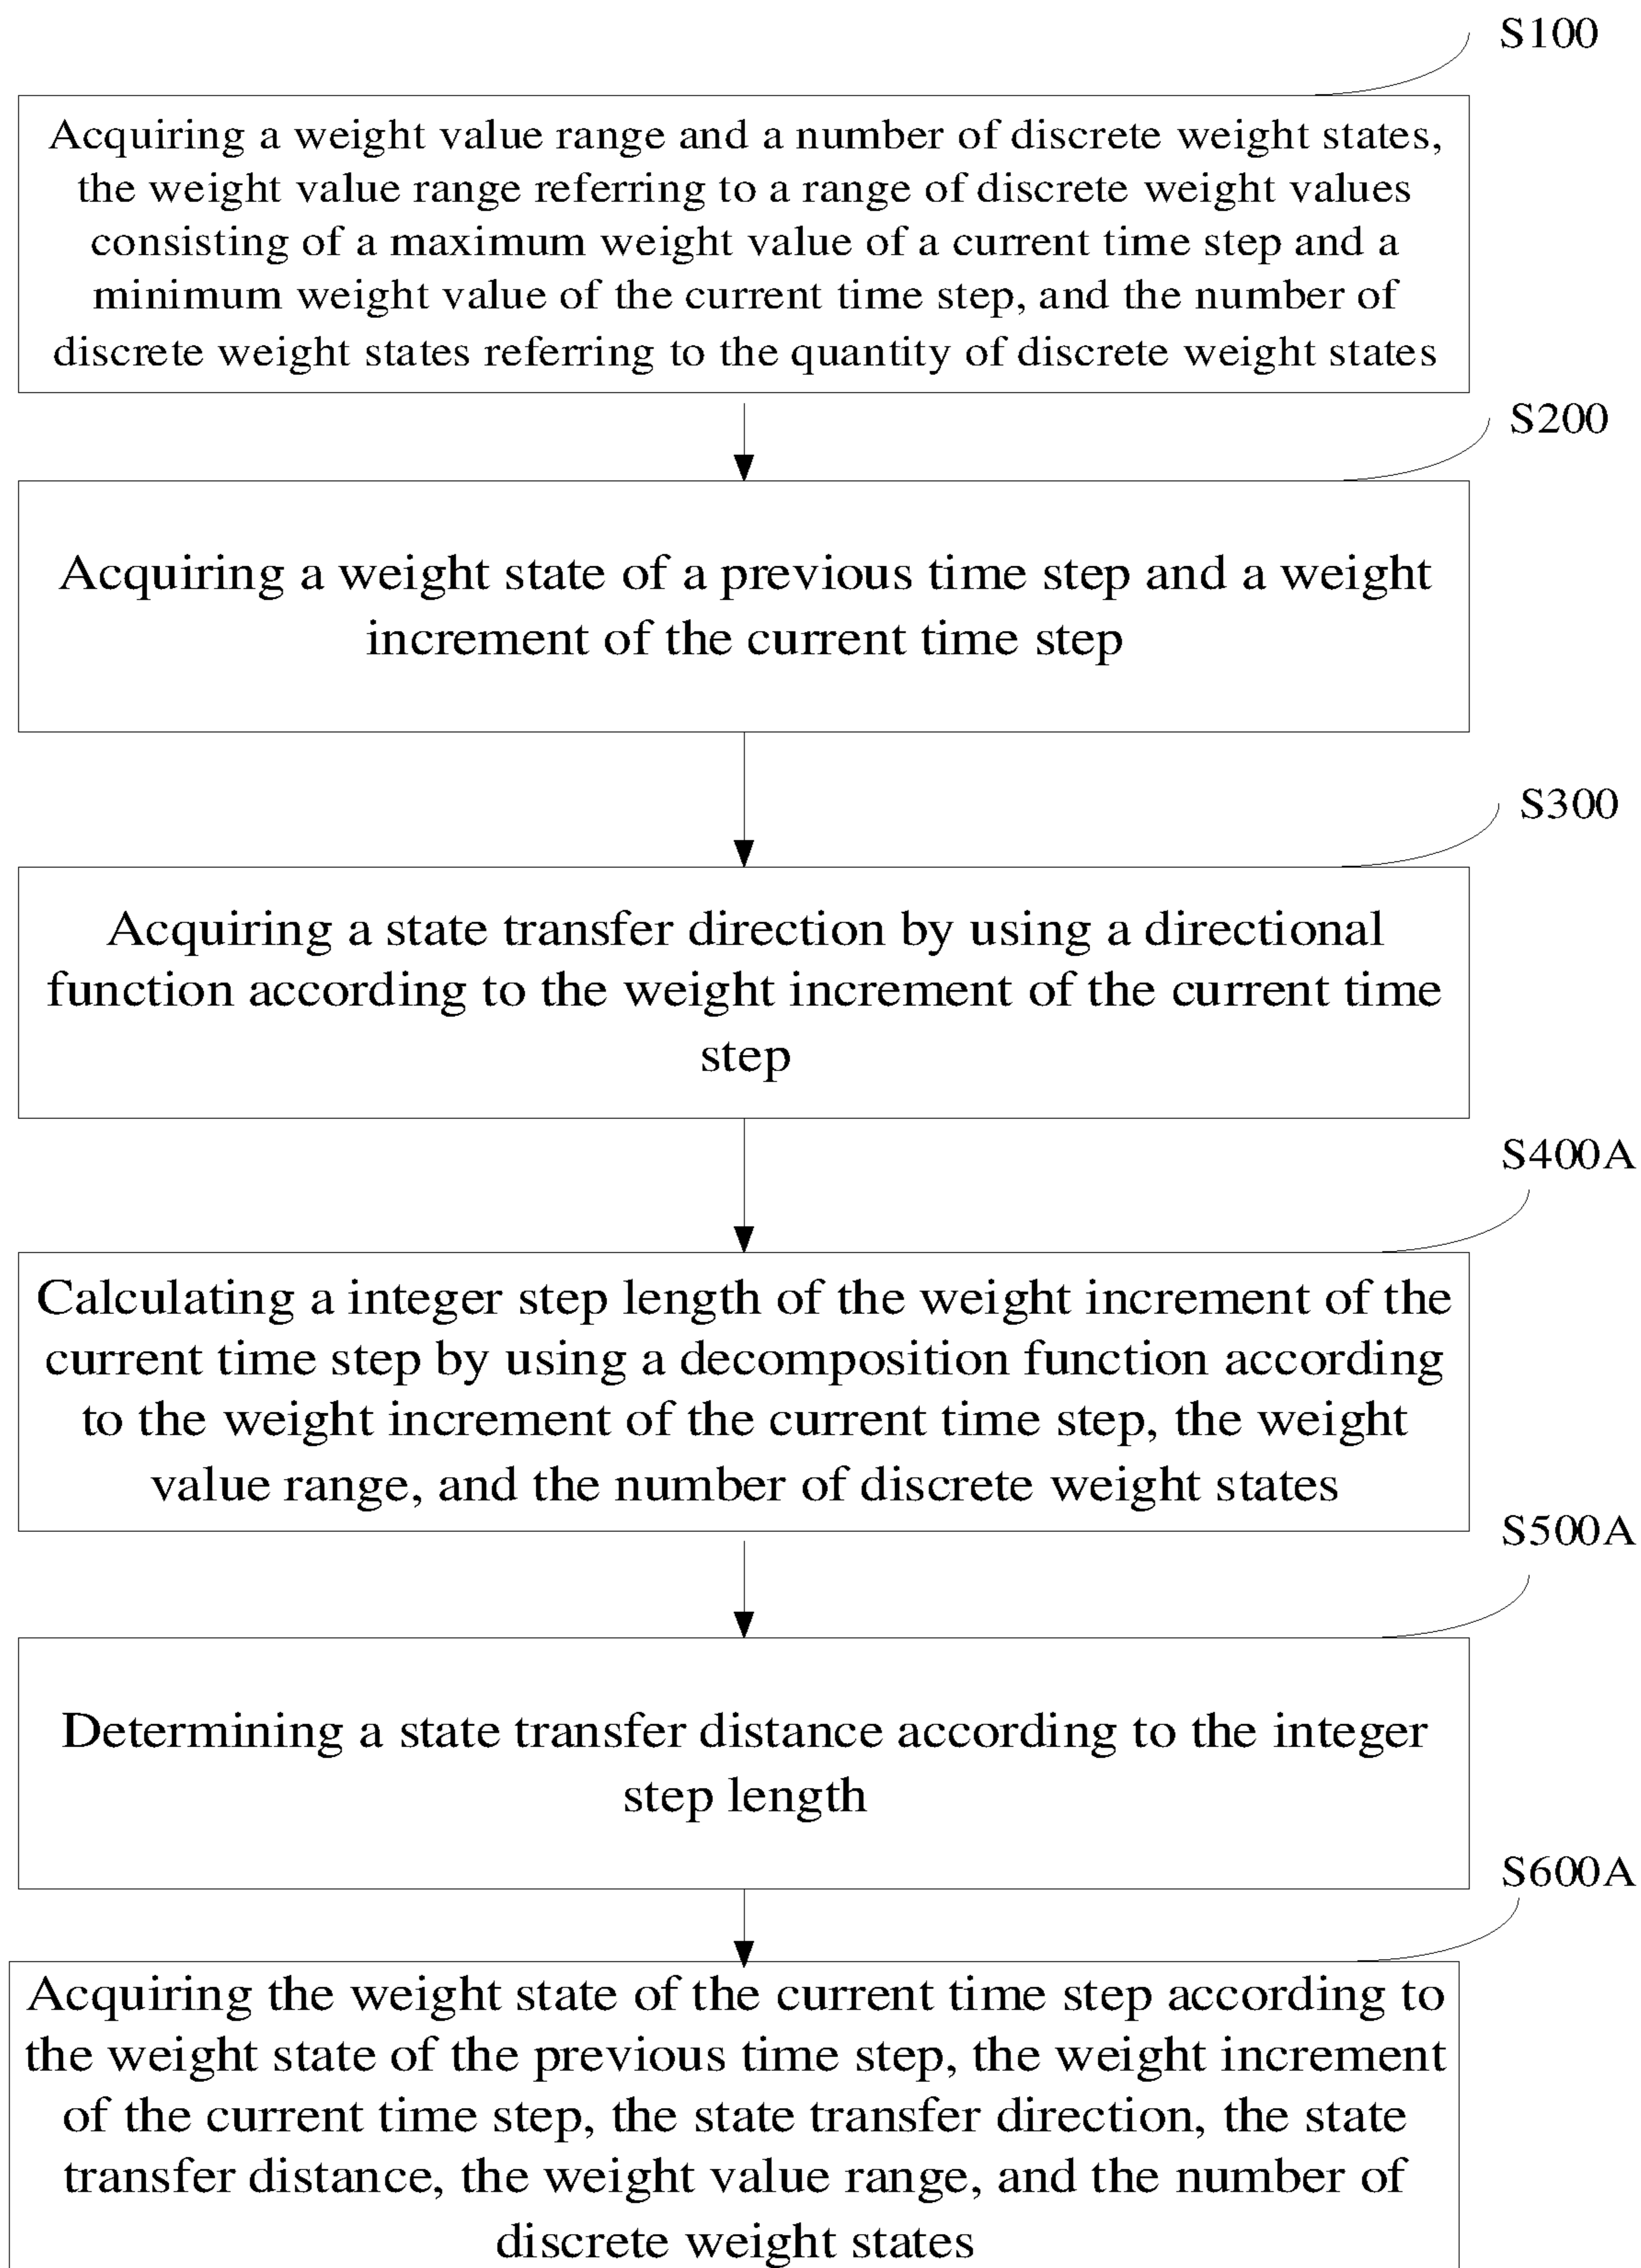 S100
Acquiring a weight value range and a number of discrete weight states,
the weight value range referring to a range of discrete weight values
consisting of a maximum weight value of a current time step and a
minimum weight value of the current time step, and the number of
discrete weight states referring to the quantity of discrete weight states
S200
Acquiring a weight state of a previous time step and a weight
increment of the current time step
S300
Acquiring a state transfer direction by using a directional
function according to the weight increment of the current time
step
S400A
Calculating a integer step length of the weight increment of the
current time step by using a decomposition function according
to the weight increment of the current time step, the weight
value range, and the number of discrete weight states
S500A
Determining a state transfer distance according to the integer
step length
S600A
Acquiring the weight state of the current time step according to
the weight state of the previous time step, the weight increment
of the current time step, the state transfer direction, the state
transfer distance, the weight value range, and the number of
discrete weight states